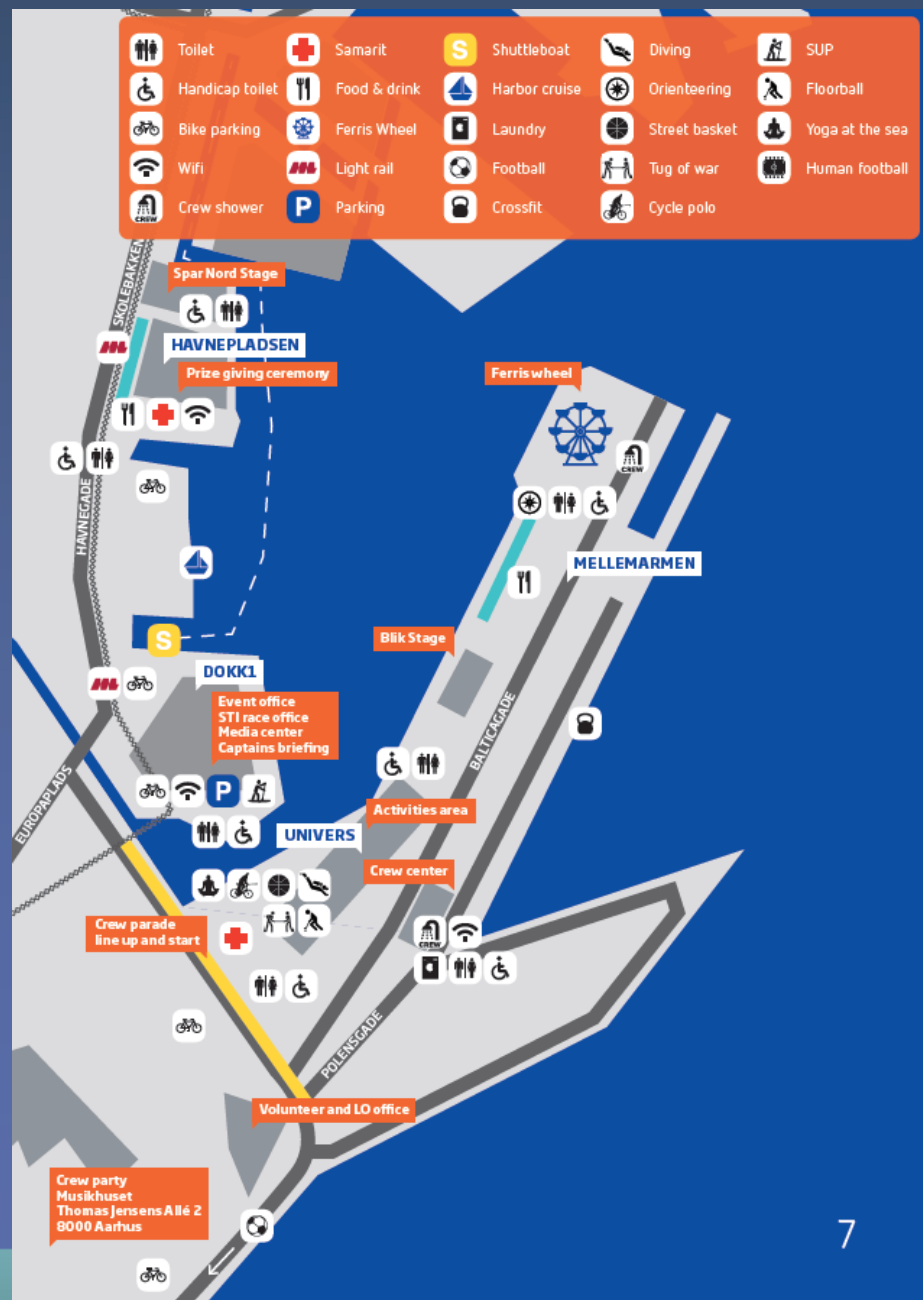 Toilet
Samarit
Shuttleboat
Diving
SUP
Handicap toilet
Food & drink
Harbor cruise
Orienteering
Floorball
Bike parking
Ferris Wheel
Laundry
Street basket
Yoga at the sea
Wifi
Light rail
Football
Tug of war
Human football
Crew shower
Parking
Crossfit
Cycle polo
S
CREW
P
SKOLEBAKKEN
Spar Nord Stage
HAVNEPLADSEN
Prize giving ceremony
Ferris wheel
CREW
HAVNEGADE
MELLEMARMEN
S
Blik Stage
DOKK1
Event office
STI race office
Media center
Captains briefing
BALTICAGADE
EUROPAPLADS
P
Activities area
UNIVERS
Crew center
Crew parade
line up and start
CREW
POLENSGADE
Volunteer and LO office
Crew party
Musikhuset
Thomas Jensens Allé 2
8000 Aarhus
7